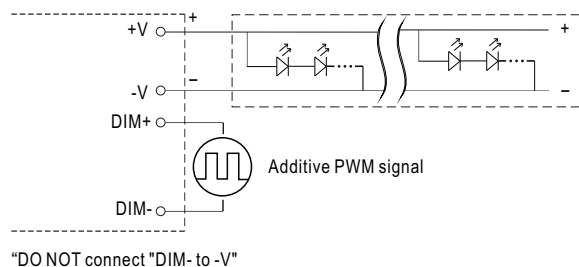 +V + +
-V − −
DIM+
Additive PWM signal
DIM-
“DO NOT connect "DIM- to -V"